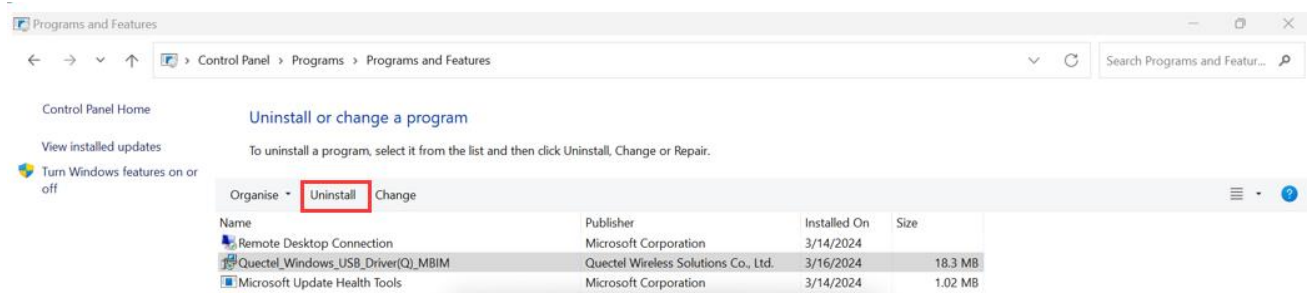 Programs and Features
Control Panel > Programs > Programs and Features
Search Programs and Featur...
Control Panel Home
Uninstall or change a program
View installed updates
To uninstall a program, select it from the list and then click Uninstall, Change or Repair.
Turn Windows features on or
off
Organise Uninstall Change
Name Publisher Installed On Size
Remote Desktop Connection Microsoft Corporation 3/14/2024
Quectel_Windows_USB_Driver(Q)_MBIM Quectel Wireless Solutions Co., Ltd. 3/16/2024 18.3 MB
Microsoft Update Health Tools Microsoft Corporation 3/14/2024 1.02 MB